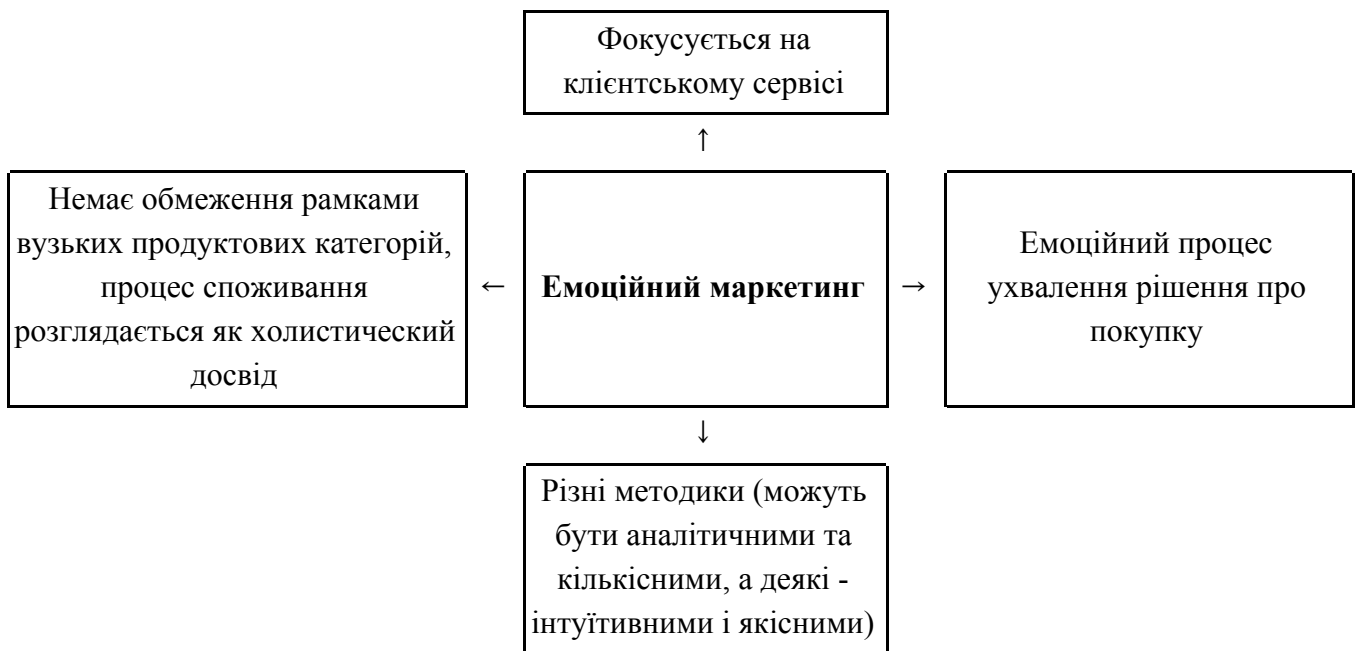 Фокусується на
клієнтському сервісі
↑
Немає обмеження рамками
вузьких продуктових категорій,
процес споживання
розглядається як холистический
досвід
←
Емоційний маркетинг
→
Емоційний процес
ухвалення рішення про
покупку
↓
Різні методики (можуть
бути аналітичними та
кількісними, а деякі -
інтуїтивними і якісними)